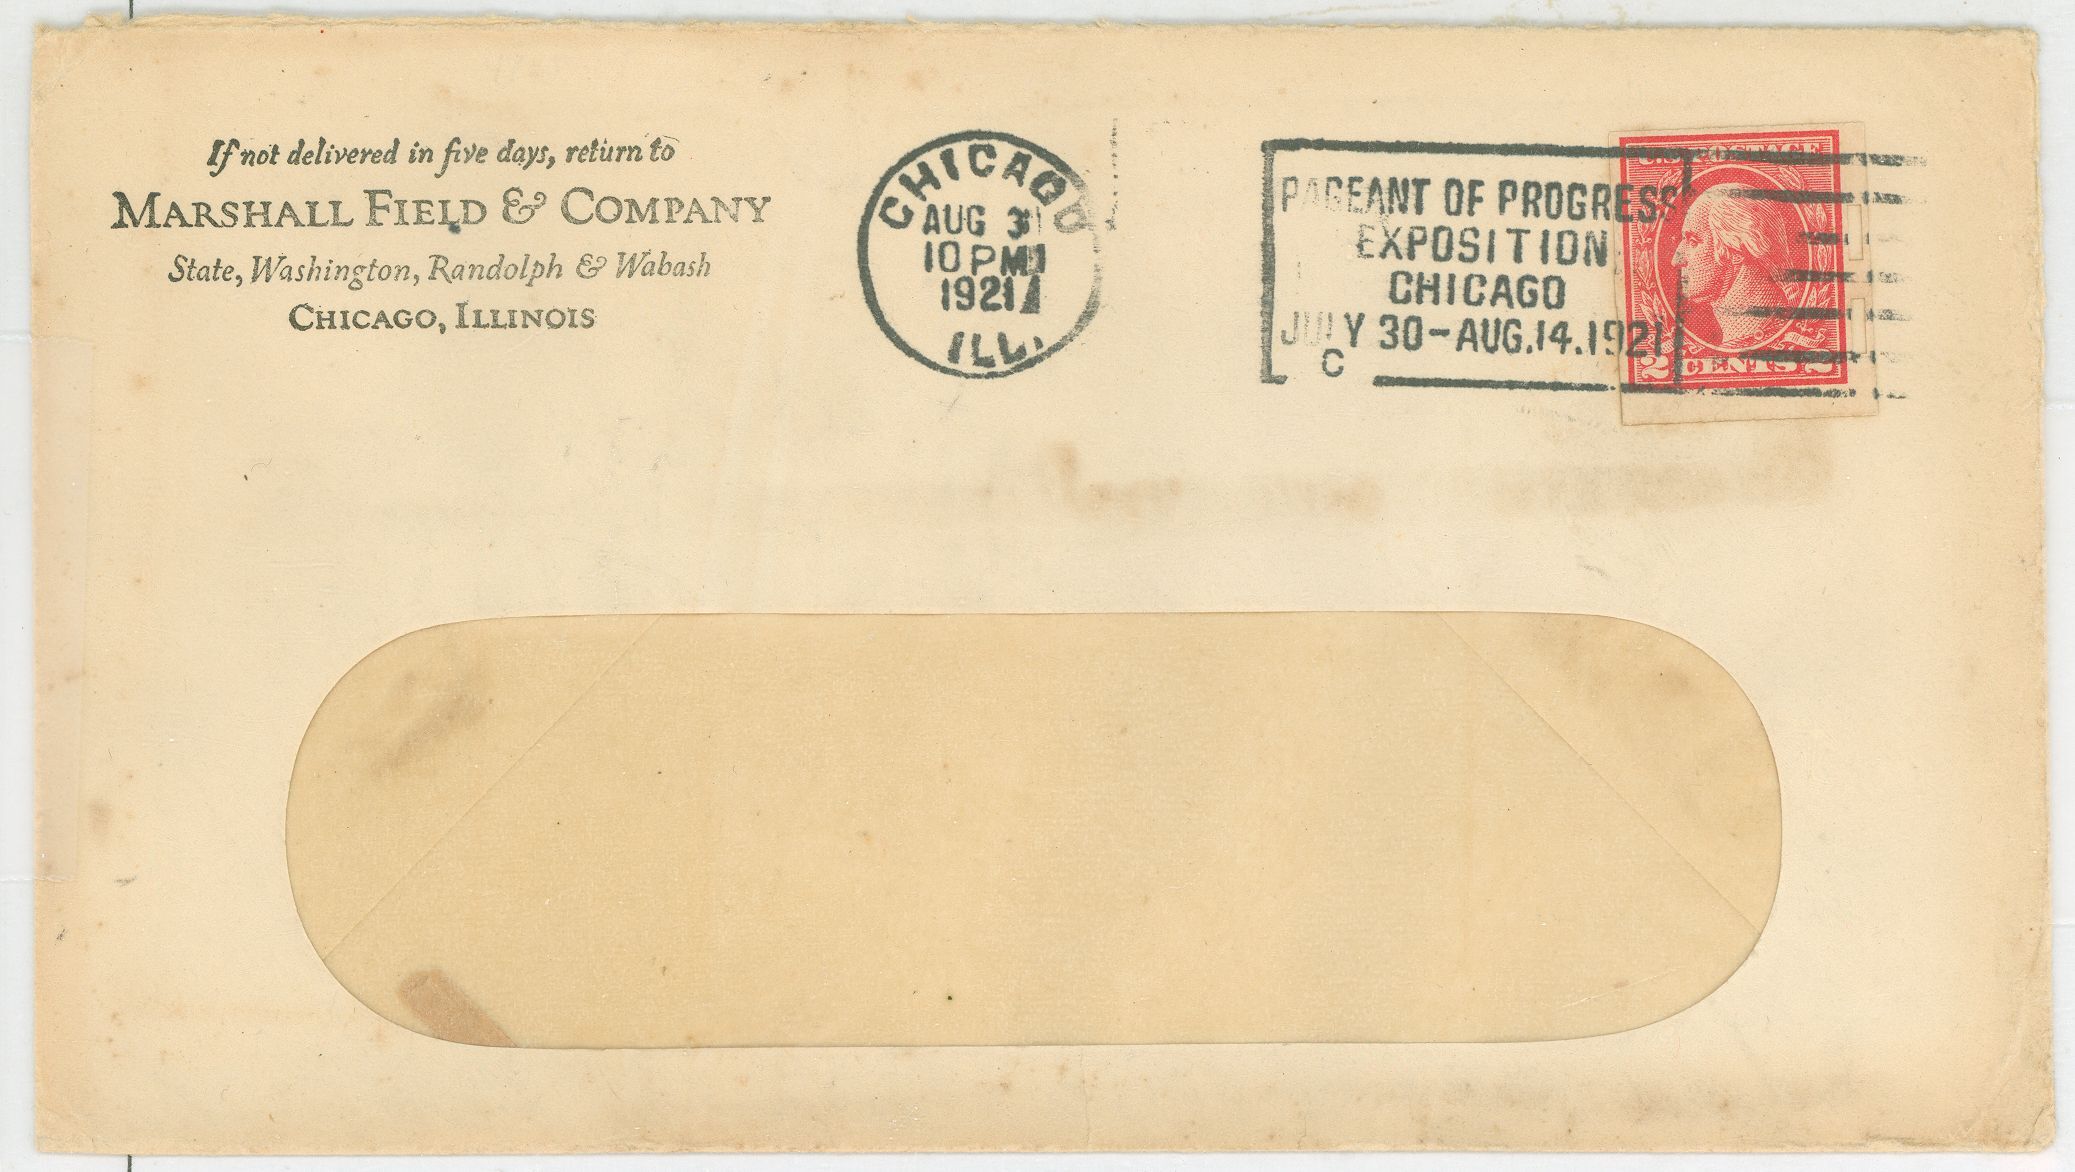 If not delivered in five days, return to
MARSHALL FIELD & COMPANY
State, Washington, Randolph & Wabash
CHICAGO, ILLINOIS
CHICAGO
AUG 3
10 PM
1921
ILL.
PAGEANT OF PROGRESS
EXPOSITION
CHICAGO
JULY 30-AUG.14.1921
C
U.S. POSTAGE
2 CENTS 2